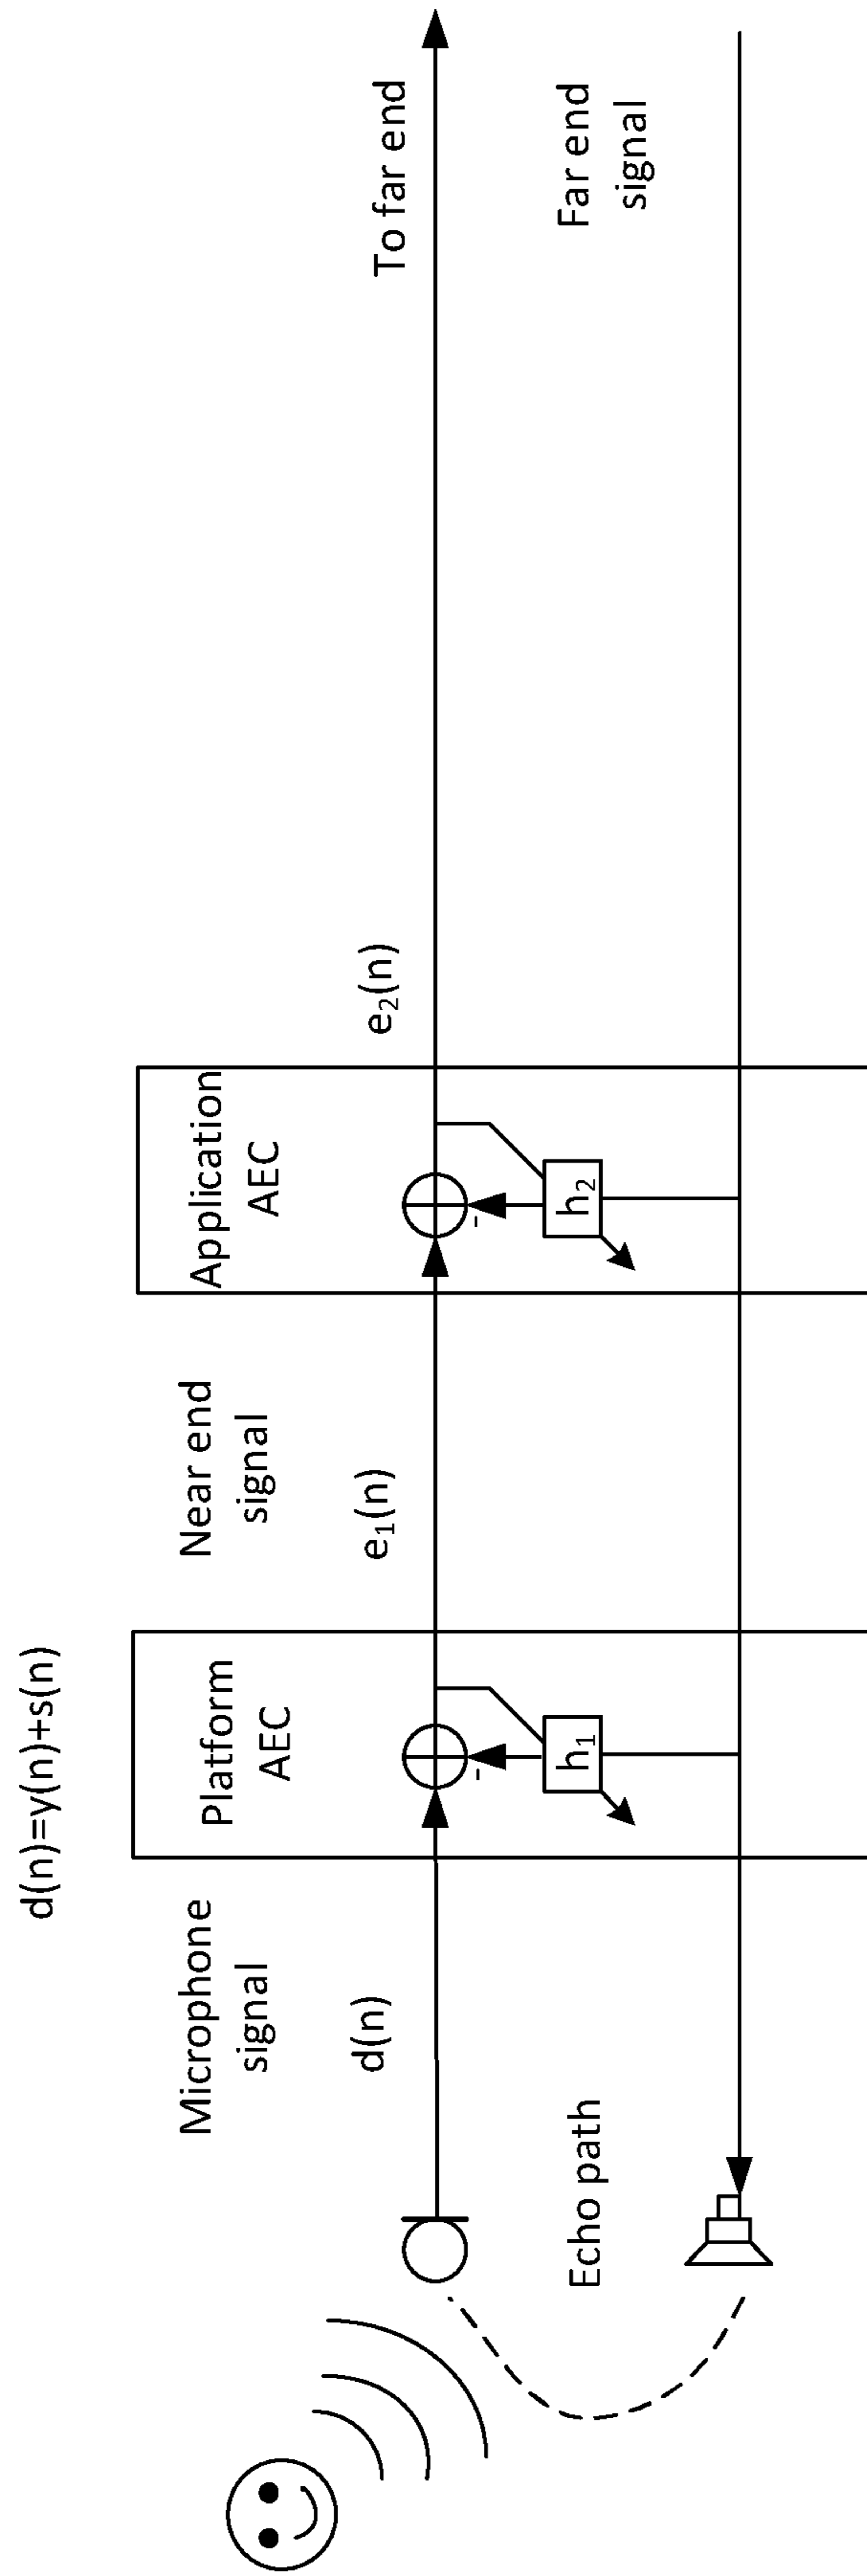 d(n)=y(n)+s(n)
Microphone
signal
Platform
AEC
Near end
signal
Application
AEC
d(n)
e₁(n)
e₂(n)
To far end
-
-
h₁
h₂
Echo path
Far end
signal